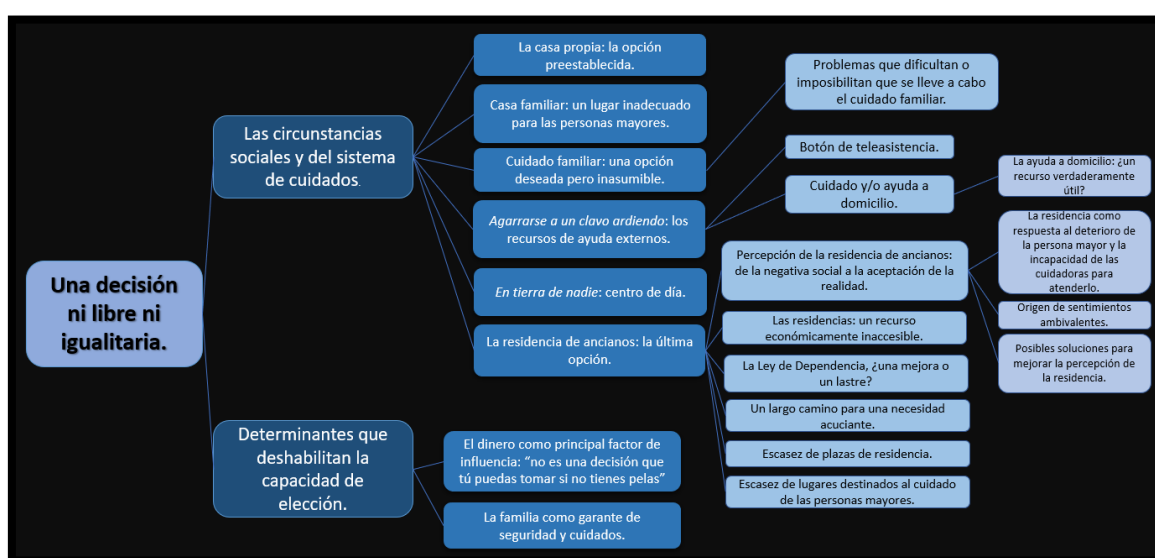 Una decisión
ni libre ni
igualitaria.
Las circunstancias
sociales y del sistema
de cuidados.
La casa propia: la opción
preestablecida.
Casa familiar: un lugar inadecuado
para las personas mayores.
Cuidado familiar: una opción
deseada pero inasumible.
Problemas que dificultan o
imposibilitan que se lleve a cabo
el cuidado familiar.
Agarrarse a un clavo ardiendo: los
recursos de ayuda externos.
Botón de teleasistencia.
Cuidado y/o ayuda a
domicilio.
La ayuda a domicilio: ¿un
recurso verdaderamente
útil?
En tierra de nadie: centro de día.
La residencia de ancianos: la última
opción.
Percepción de la residencia de ancianos:
de la negativa social a la aceptación de la
realidad.
La residencia como
respuesta al deterioro de
la persona mayor y la
incapacidad de las
cuidadoras para
atenderlo.
Origen de sentimientos
ambivalentes.
Posibles soluciones para
mejorar la percepción de
la residencia.
Las residencias: un recurso
económicamente inaccesible.
La Ley de Dependencia, ¿una mejora o
un lastre?
Un largo camino para una necesidad
acuciante.
Escasez de plazas de residencia.
Escasez de lugares destinados al cuidado
de las personas mayores.
Determinantes que
deshabilitan la
capacidad de
elección.
El dinero como principal factor de
influencia: “no es una decisión que
tú puedas tomar si no tienes pelas”
La familia como garante de
seguridad y cuidados.